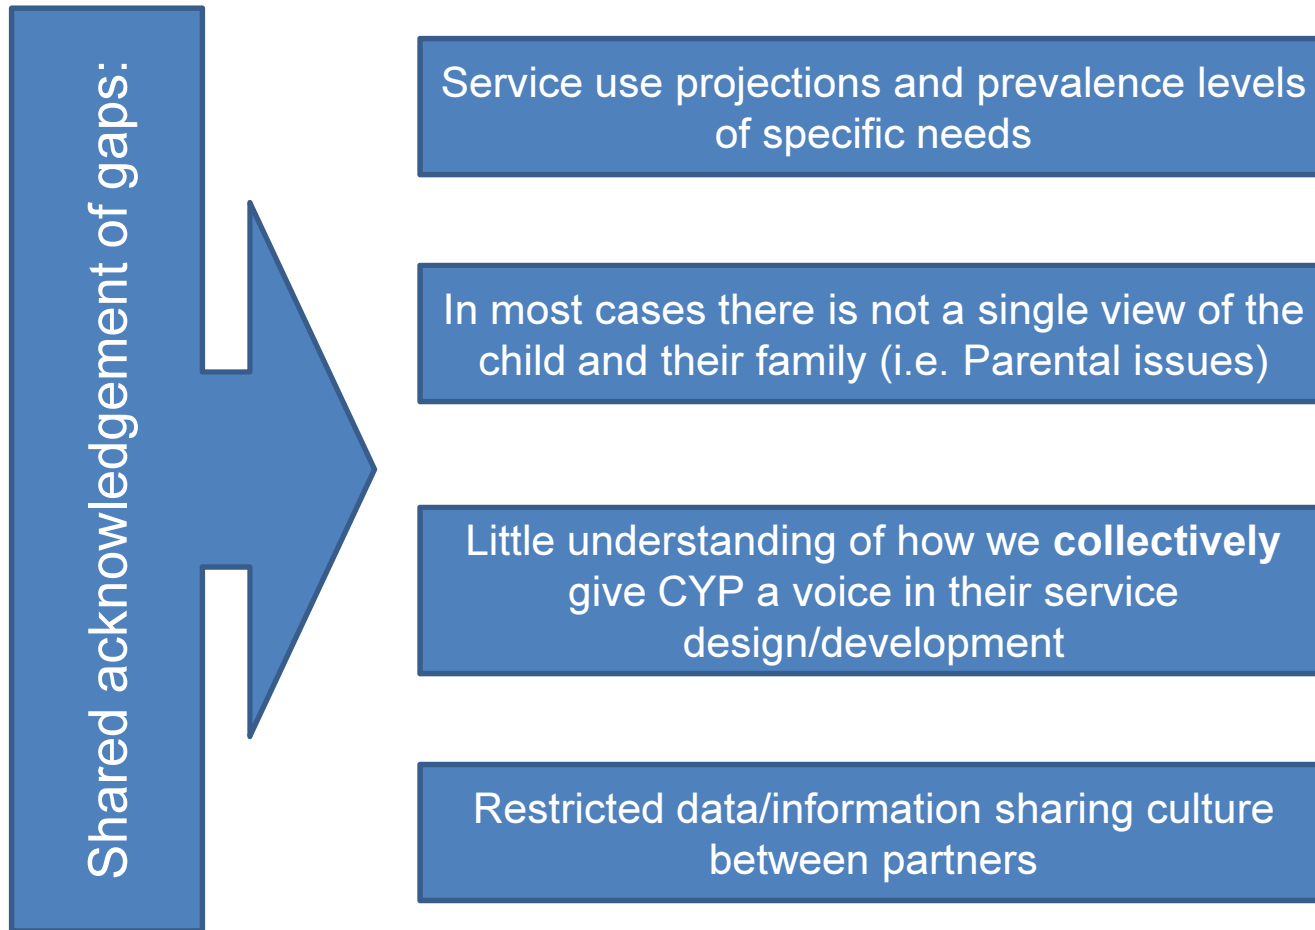 Shared acknowledgement of gaps:
Service use projections and prevalence levels
of specific needs
In most cases there is not a single view of the
child and their family (i.e. Parental issues)
Little understanding of how we collectively
give CYP a voice in their service
design/development
Restricted data/information sharing culture
between partners